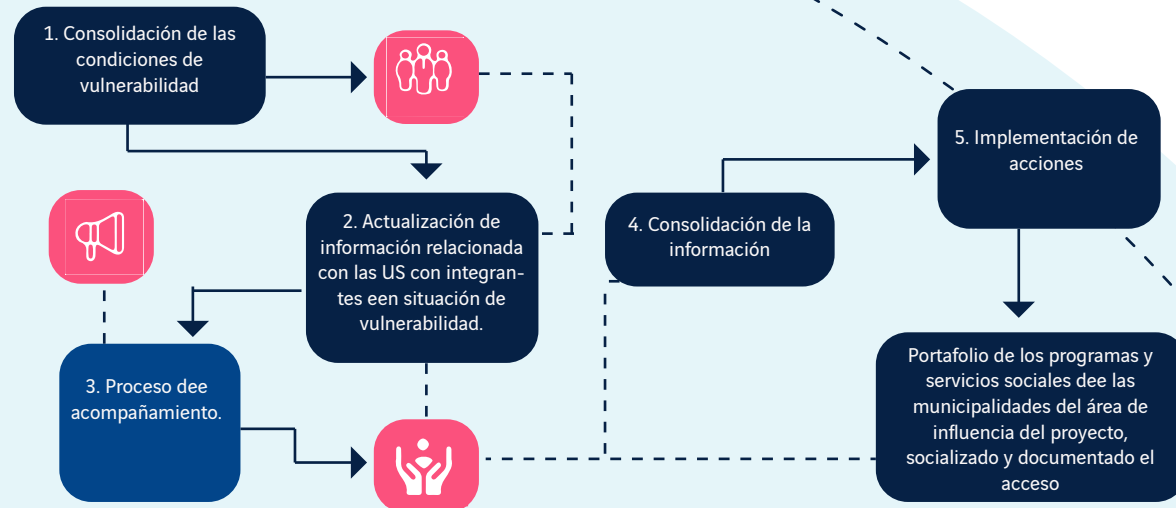 1. Consolidación de las
condiciones de
vulnerabilidad
2. Actualización de
información relacionada
con las US con integran-
tes een situación de
vulnerabilidad.
3. Proceso dee
acompañamiento.
4. Consolidación de la
información
5. Implementación de
acciones
Portafolio de los programas y
servicios sociales dee las
municipalidades del área de
influencia del proyecto,
socializado y documentado el
acceso